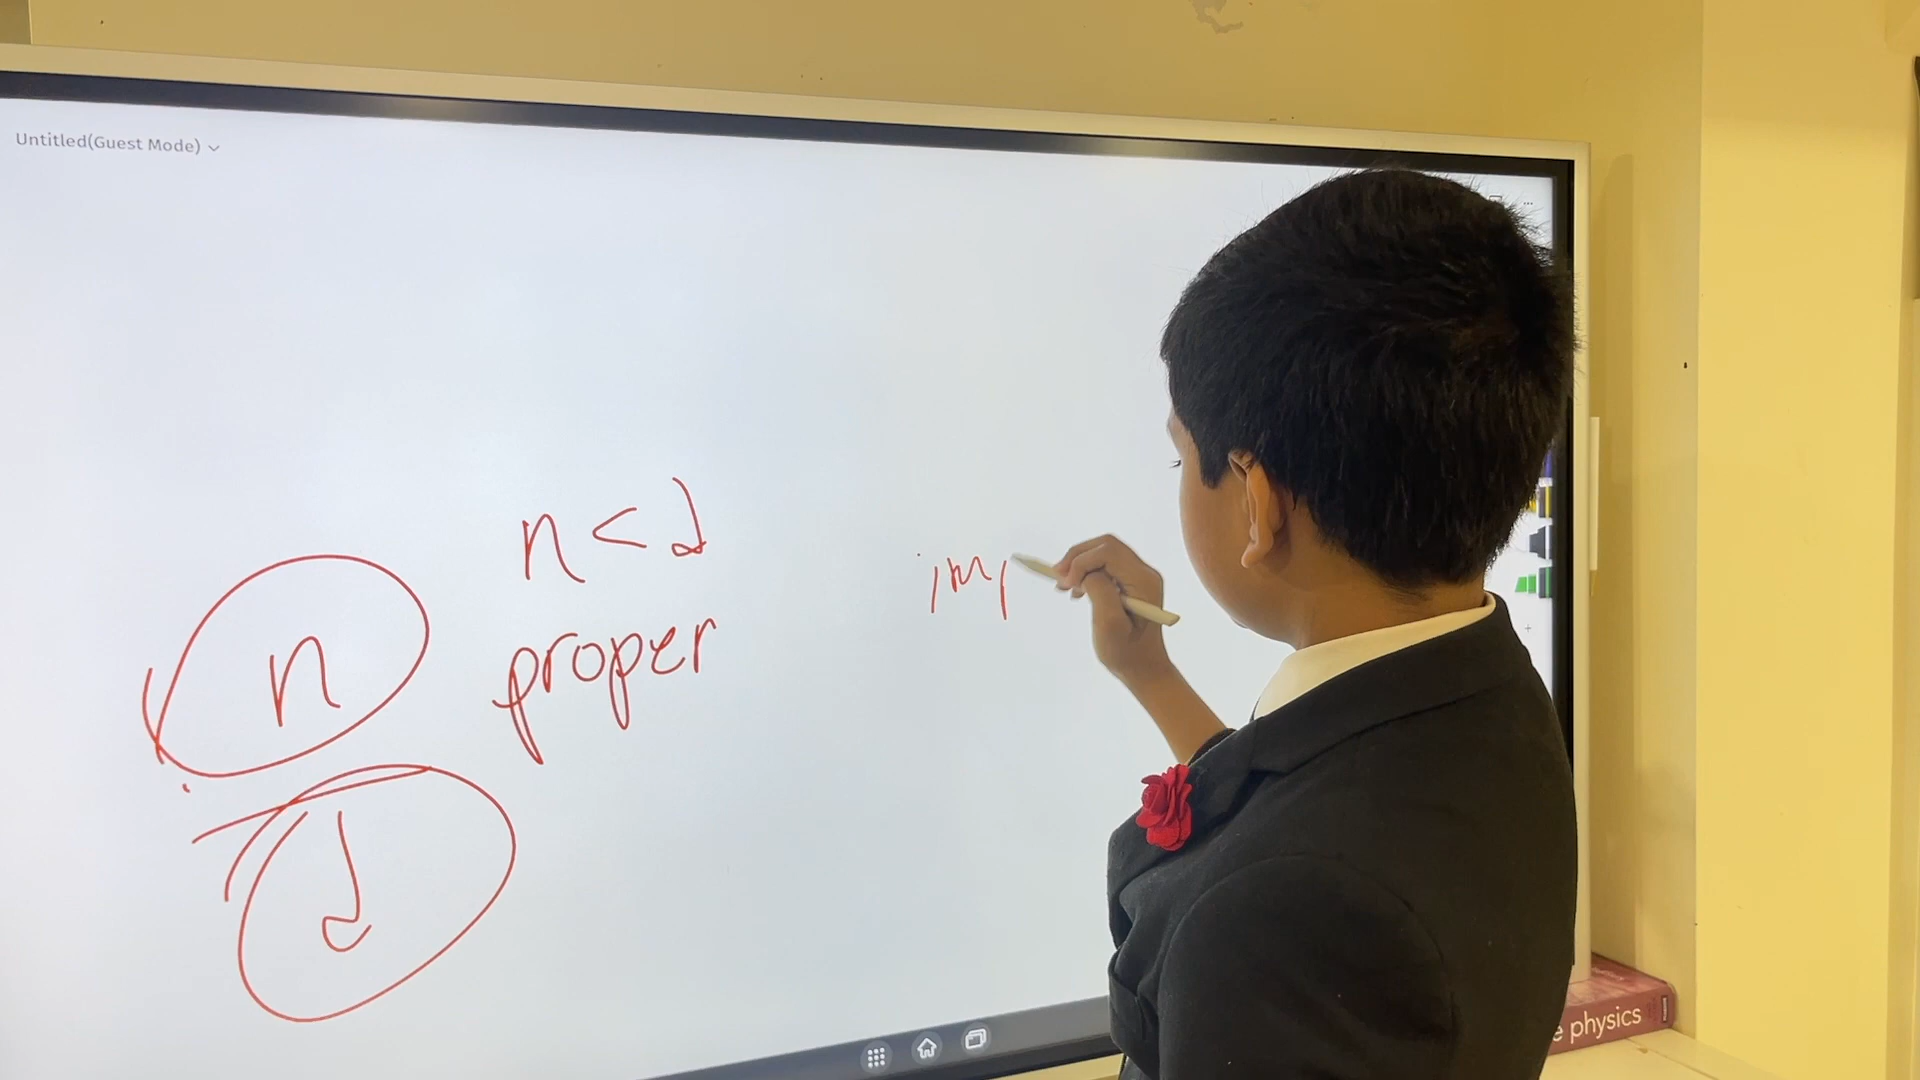 Untitled(Guest Mode)
n < d
imp
n
proper
d
e physics